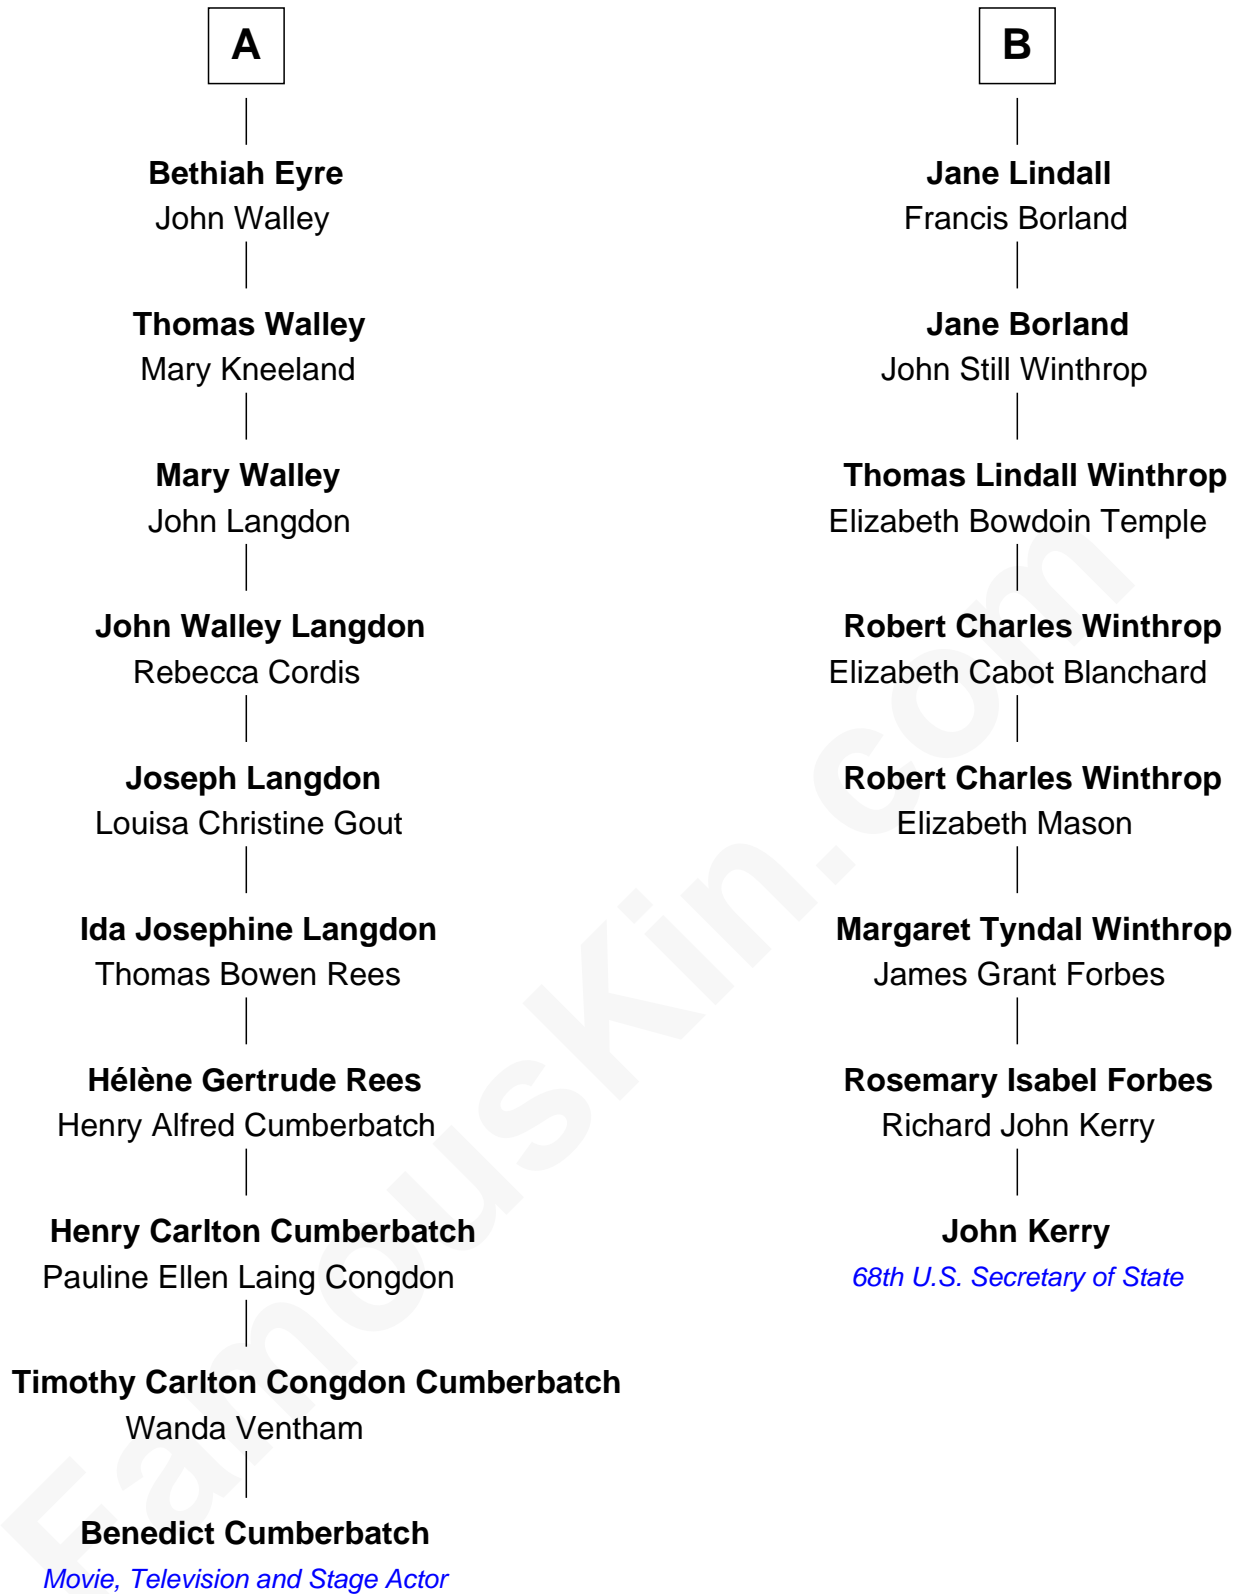 A
Bethiah Eyre
John Walley
Thomas Walley
Mary Kneeland
Mary Walley
John Langdon
John Walley Langdon
Rebecca Cordis
Joseph Langdon
Louisa Christine Gout
Ida Josephine Langdon
Thomas Bowen Rees
Hélène Gertrude Rees
Henry Alfred Cumberbatch
Henry Carlton Cumberbatch
Pauline Ellen Laing Congdon
Timothy Carlton Congdon Cumberbatch
Wanda Ventham
Benedict Cumberbatch
Movie, Television and Stage Actor
B
Jane Lindall
Francis Borland
Jane Borland
John Still Winthrop
Thomas Lindall Winthrop
Elizabeth Bowdoin Temple
Robert Charles Winthrop
Elizabeth Cabot Blanchard
Robert Charles Winthrop
Elizabeth Mason
Margaret Tyndal Winthrop
James Grant Forbes
Rosemary Isabel Forbes
Richard John Kerry
John Kerry
68th U.S. Secretary of State
FamousKin.com